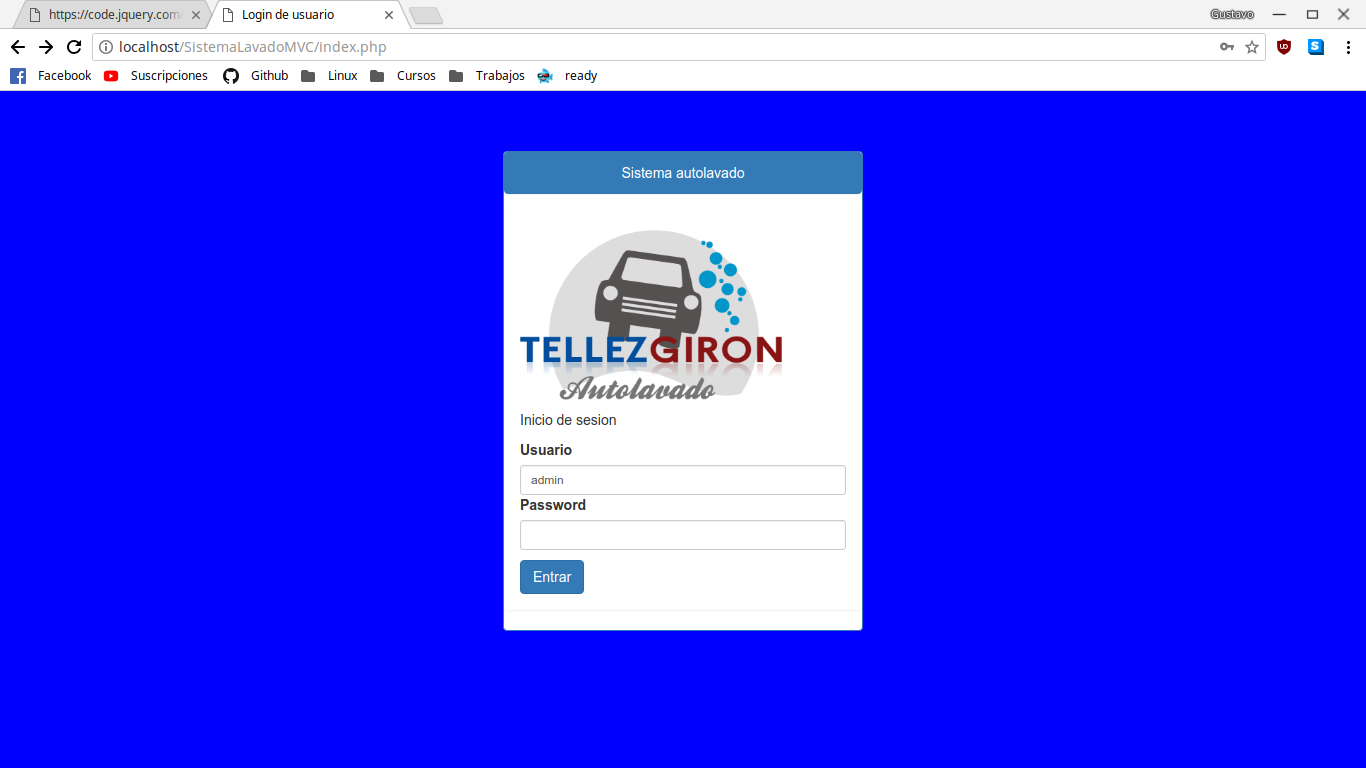 https://code.jquery.com/
Login de usuario
Gustavo
localhost/SistemaLavadoMVC/index.php
Facebook
Suscripciones
Github
Linux
Cursos
Trabajos
ready
Sistema autolavado
TELLEZGIRON
Autolavado
Inicio de sesion
Usuario
admin
Password
Entrar